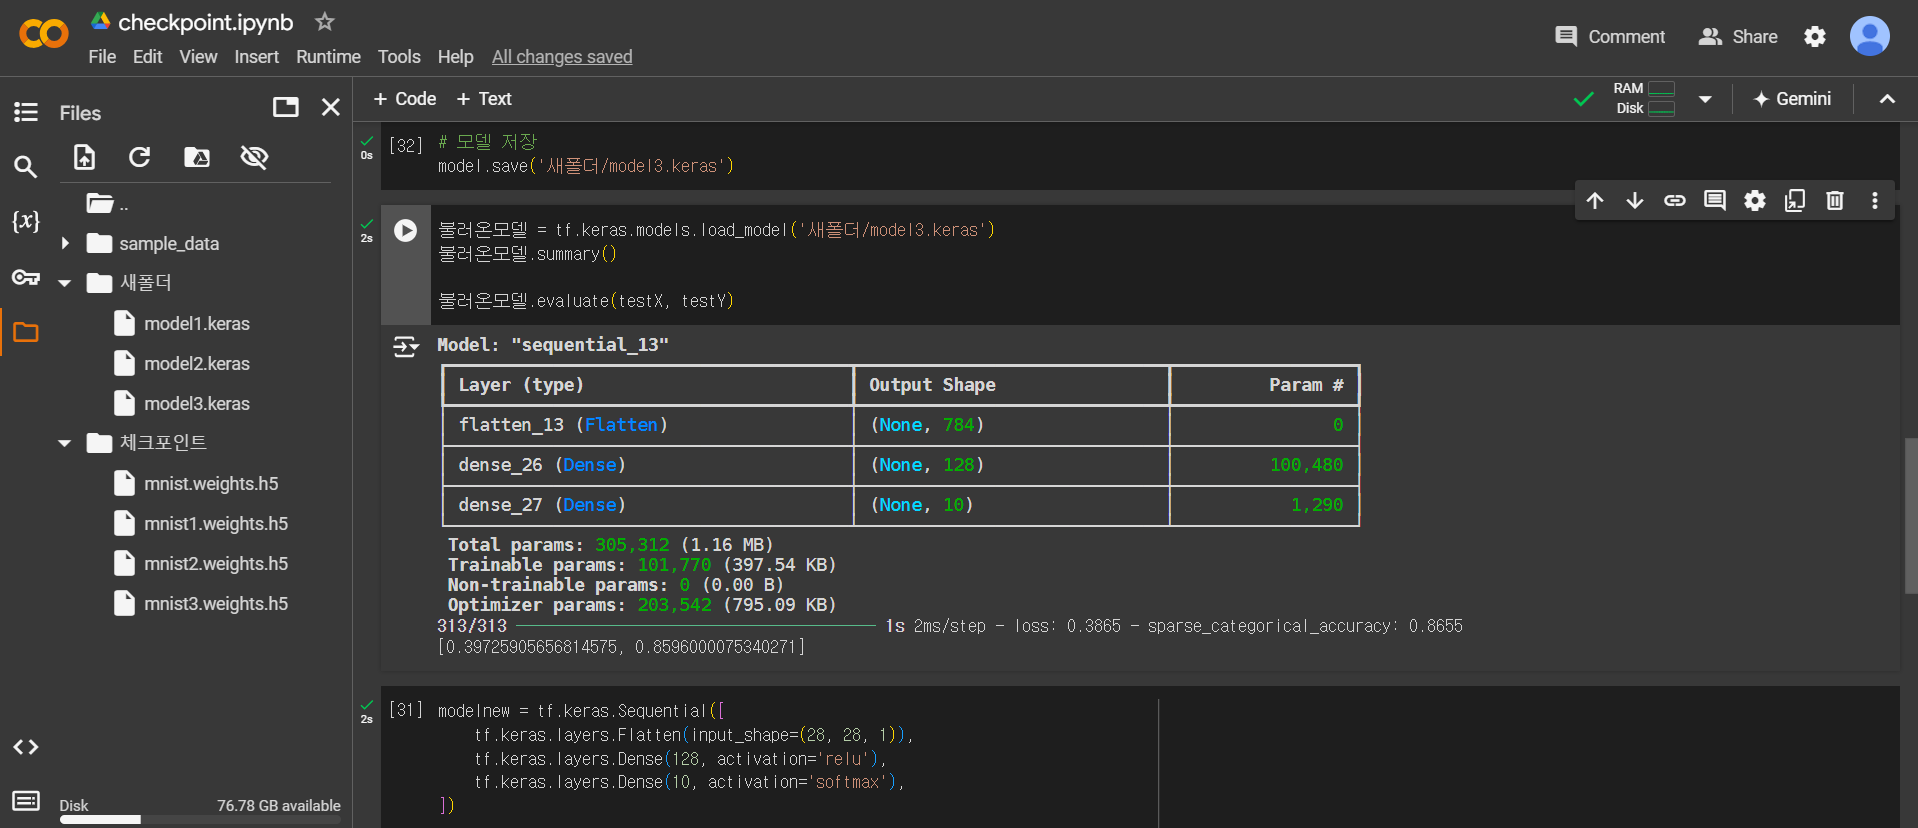 checkpoint.ipynb
File Edit View Insert Runtime Tools Help All changes saved
Comment Share
Files
+ Code + Text
RAM
Disk
Gemini
..
sample_data
새폴더
model1.keras
model2.keras
model3.keras
체크포인트
mnist.weights.h5
mnist1.weights.h5
mnist2.weights.h5
mnist3.weights.h5
Disk 76.78 GB available
{x}
0s
[32] # 모델 저장
model.save('새폴더/model3.keras')
2s
불러온모델 = tf.keras.models.load_model('새폴더/model3.keras')
불러온모델.summary()
불러온모델.evaluate(testX, testY)
Model: "sequential_13"
Layer (type) Output Shape Param #
flatten_13 (Flatten) (None, 784) 0
dense_26 (Dense) (None, 128) 100,480
dense_27 (Dense) (None, 10) 1,290
Total params: 305,312 (1.16 MB)
Trainable params: 101,770 (397.54 KB)
Non-trainable params: 0 (0.00 B)
Optimizer params: 203,542 (795.09 KB)
313/313 1s 2ms/step - loss: 0.3865 - sparse_categorical_accuracy: 0.8655
[0.39725905656814575, 0.8596000075340271]
2s
[31] modelnew = tf.keras.Sequential([
tf.keras.layers.Flatten(input_shape=(28, 28, 1)),
tf.keras.layers.Dense(128, activation='relu'),
tf.keras.layers.Dense(10, activation='softmax'),
])